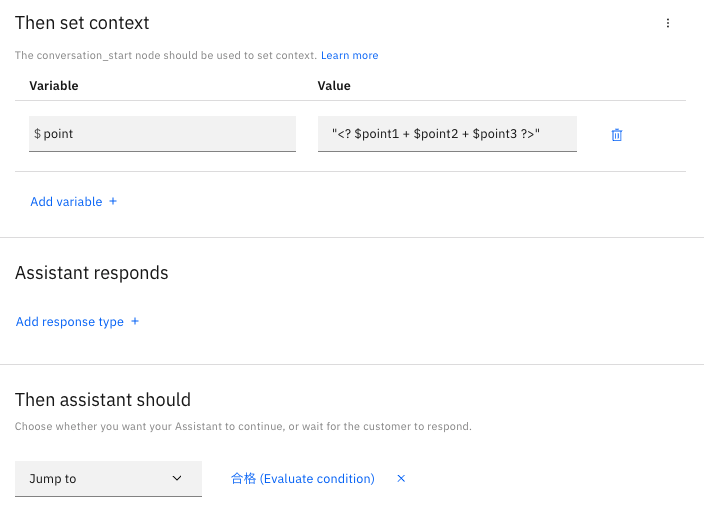 Then set context
The conversation_start node should be used to set context. Learn more
Variable Value
$ point "<? $point1 + $point2 + $point3 ?>"
Add variable +
Assistant responds
Add response type +
Then assistant should
Choose whether you want your Assistant to continue, or wait for the customer to respond.
Jump to 合格 (Evaluate condition) ×